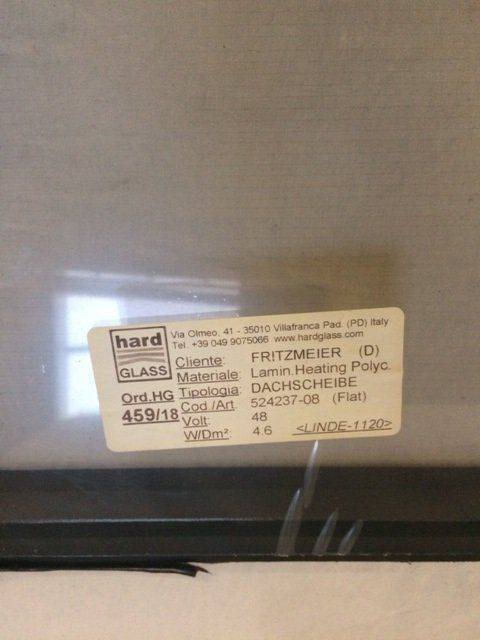 hard
GLASS
Via Olmeo, 41 - 35010 Villafranca Pad. (PD) Italy
Tel. +39 049 9075066 www.hardglass.com
Cliente: FRITZMEIER (D)
Materiale: Lamin.Heating Polyc.
Tipologia: DACHSCHEIBE
Cod./Art. 524237-08 (Flat)
Volt: 48
W/Dm²: 4.6 <LINDE-1120>
Ord.HG
459/18